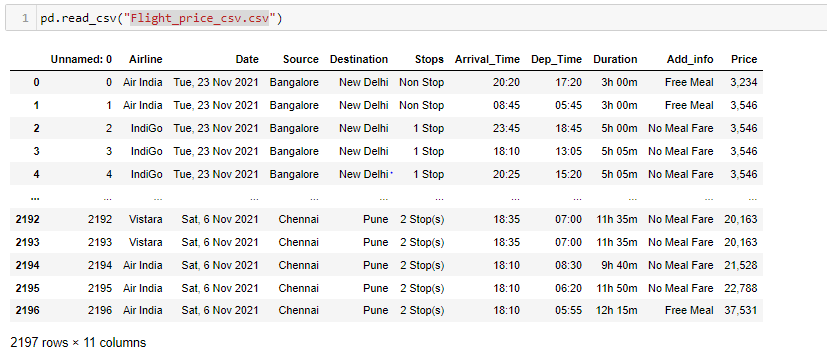 1 pd.read_csv("Flight_price_csv.csv")
Unnamed: 0 Airline Date Source Destination Stops Arrival_Time Dep_Time Duration Add_info Price
0 0 Air India Tue, 23 Nov 2021 Bangalore New Delhi Non Stop 20:20 17:20 3h 00m Free Meal 3,234
1 1 Air India Tue, 23 Nov 2021 Bangalore New Delhi Non Stop 08:45 05:45 3h 00m Free Meal 3,546
2 2 IndiGo Tue, 23 Nov 2021 Bangalore New Delhi 1 Stop 23:45 18:45 5h 00m No Meal Fare 3,546
3 3 IndiGo Tue, 23 Nov 2021 Bangalore New Delhi 1 Stop 18:10 13:05 5h 05m No Meal Fare 3,546
4 4 IndiGo Tue, 23 Nov 2021 Bangalore New Delhi 1 Stop 20:25 15:20 5h 05m No Meal Fare 3,546
... ... ... ... ... ... ... ... ... ... ... ...
2192 2192 Vistara Sat, 6 Nov 2021 Chennai Pune 2 Stop(s) 18:35 07:00 11h 35m No Meal Fare 20,163
2193 2193 Vistara Sat, 6 Nov 2021 Chennai Pune 2 Stop(s) 18:35 07:00 11h 35m No Meal Fare 20,163
2194 2194 Air India Sat, 6 Nov 2021 Chennai Pune 2 Stop(s) 18:10 08:30 9h 40m No Meal Fare 21,528
2195 2195 Air India Sat, 6 Nov 2021 Chennai Pune 2 Stop(s) 18:10 06:20 11h 50m No Meal Fare 22,788
2196 2196 Air India Sat, 6 Nov 2021 Chennai Pune 2 Stop(s) 18:10 05:55 12h 15m Free Meal 37,531
2197 rows × 11 columns